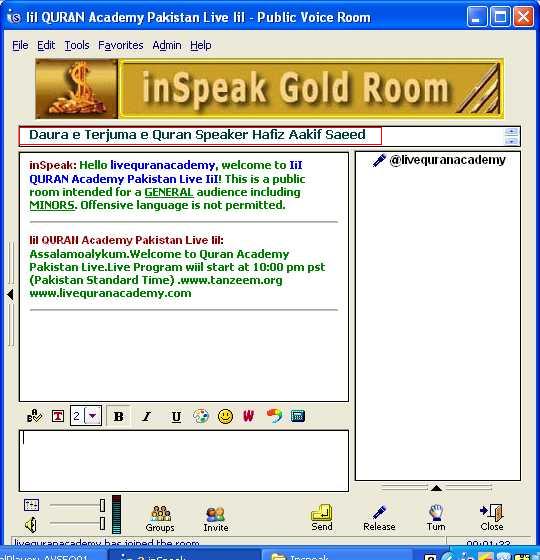 IiI QURAN Academy Pakistan Live IiI - Public Voice Room
File Edit Tools Favorites Admin Help
inSpeak Gold Room
Daura e Terjuma e Quran Speaker Hafiz Aakif Saeed
inSpeak: Hello livequranacademy, welcome to IiI
QURAN Academy Pakistan Live IiI! This is a public
room intended for a GENERAL audience including
MINORS. Offensive language is not permitted.
IiI QURAN Academy Pakistan Live IiI:
Assalamoalykum.Welcome to Quran Academy
Pakistan Live.Live Program wiil start at 10:00 pm pst
(Pakistan Standard Time) .www.tanzeem.org
www.livequranacademy.com
@livequranacademy
2 B I U W
Groups Invite Send Release Turn Close
livequranacademy has joined the room
00:01:33
inSpeak
Inspeak